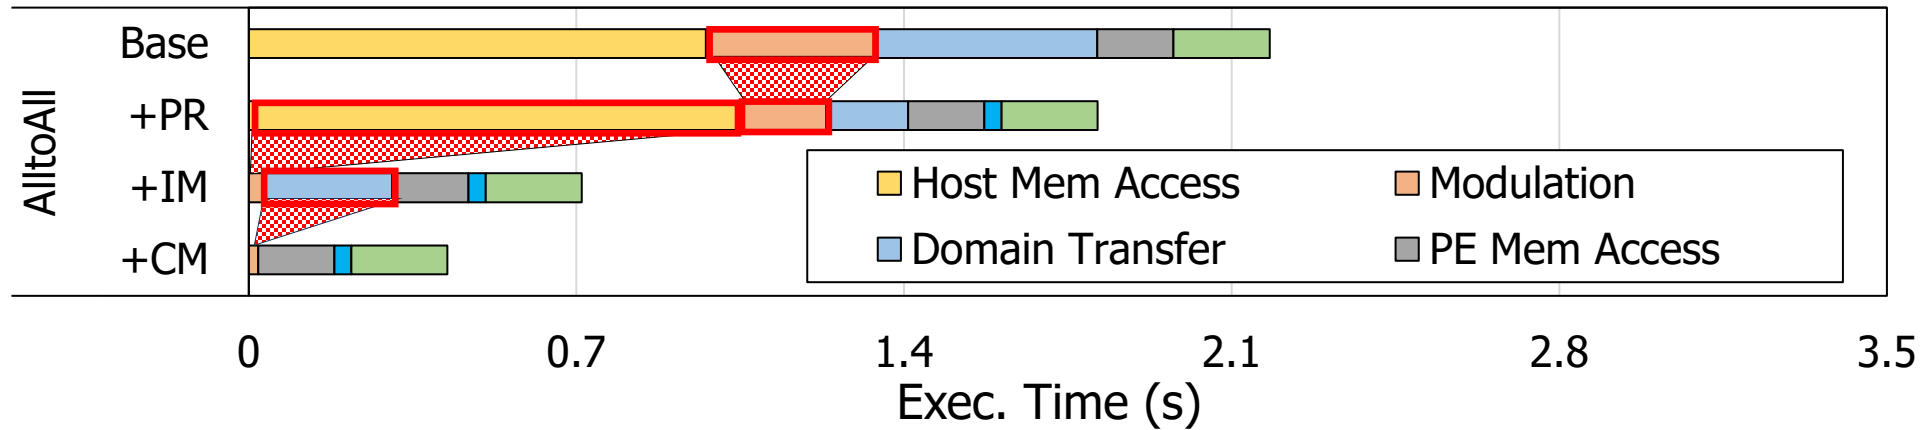 AlltoAll
Base
+PR
+IM
+CM
Host Mem Access
Modulation
Domain Transfer
PE Mem Access
0 0.7 1.4 2.1 2.8 3.5
Exec. Time (s)